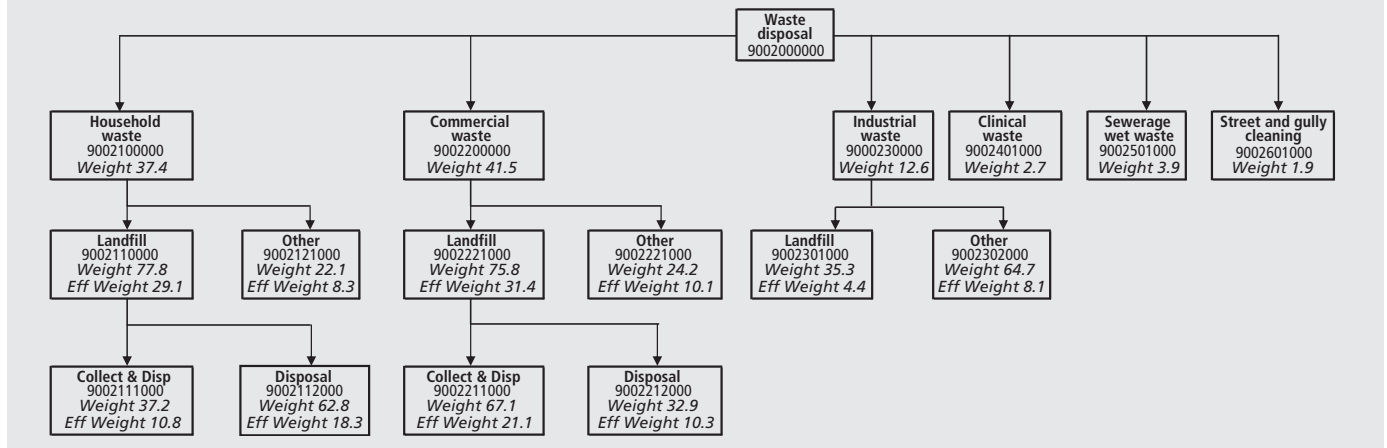 Waste
disposal
9002000000
Household
waste
9002100000
Weight 37.4
Commercial
waste
9002200000
Weight 41.5
Industrial
waste
9000230000
Weight 12.6
Clinical
waste
9002401000
Weight 2.7
Sewerage
wet waste
9002501000
Weight 3.9
Street and gully
cleaning
9002601000
Weight 1.9
Landfill
9002110000
Weight 77.8
Eff Weight 29.1
Other
9002121000
Weight 22.1
Eff Weight 8.3
Landfill
9002221000
Weight 75.8
Eff Weight 31.4
Other
9002221000
Weight 24.2
Eff Weight 10.1
Landfill
9002301000
Weight 35.3
Eff Weight 4.4
Other
9002302000
Weight 64.7
Eff Weight 8.1
Collect & Disp
9002111000
Weight 37.2
Eff Weight 10.8
Disposal
9002112000
Weight 62.8
Eff Weight 18.3
Collect & Disp
9002211000
Weight 67.1
Eff Weight 21.1
Disposal
9002212000
Weight 32.9
Eff Weight 10.3